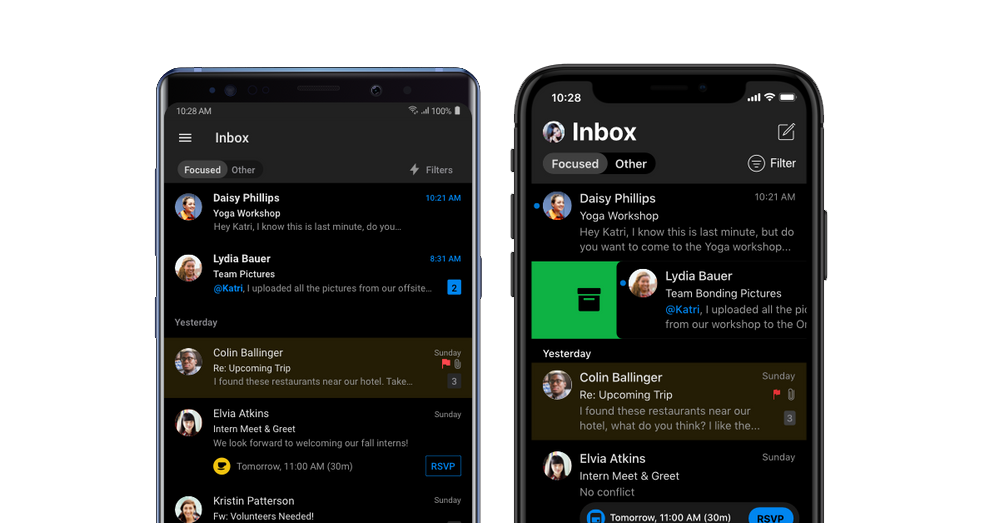 10:28 AM
100%
Inbox
Focused Other
Filters
Daisy Phillips
10:21 AM
Yoga Workshop
Hey Katri, I know this is last minute, do you...
Lydia Bauer
8:31 AM
Team Pictures
@Katri, I uploaded all the pictures from our offsite...
2
Yesterday
Colin Ballinger
Sunday
Re: Upcoming Trip
I found these restaurants near our hotel. Take...
3
Elvia Atkins
Sunday
Intern Meet & Greet
We look forward to welcoming our fall interns!
Tomorrow, 11:00 AM (30m)
RSVP
Kristin Patterson
Sunday
Fw: Volunteers Needed!
10:28
Inbox
Focused Other
Filter
Daisy Phillips
10:21 AM
Yoga Workshop
Hey Katri, I know this is last minute, but do
you want to come to the Yoga workshop...
Lydia Bauer
Team Bonding Pictures
@Katri, I uploaded all the pic
from our workshop to the Or
Yesterday
Colin Ballinger
Sunday
Re: Upcoming Trip
I found these restaurants near our
hotel, what do you think? I like the...
3
Elvia Atkins
Sunday
Intern Meet & Greet
No conflict
Tomorrow, 11:00 AM (30m)
RSVP